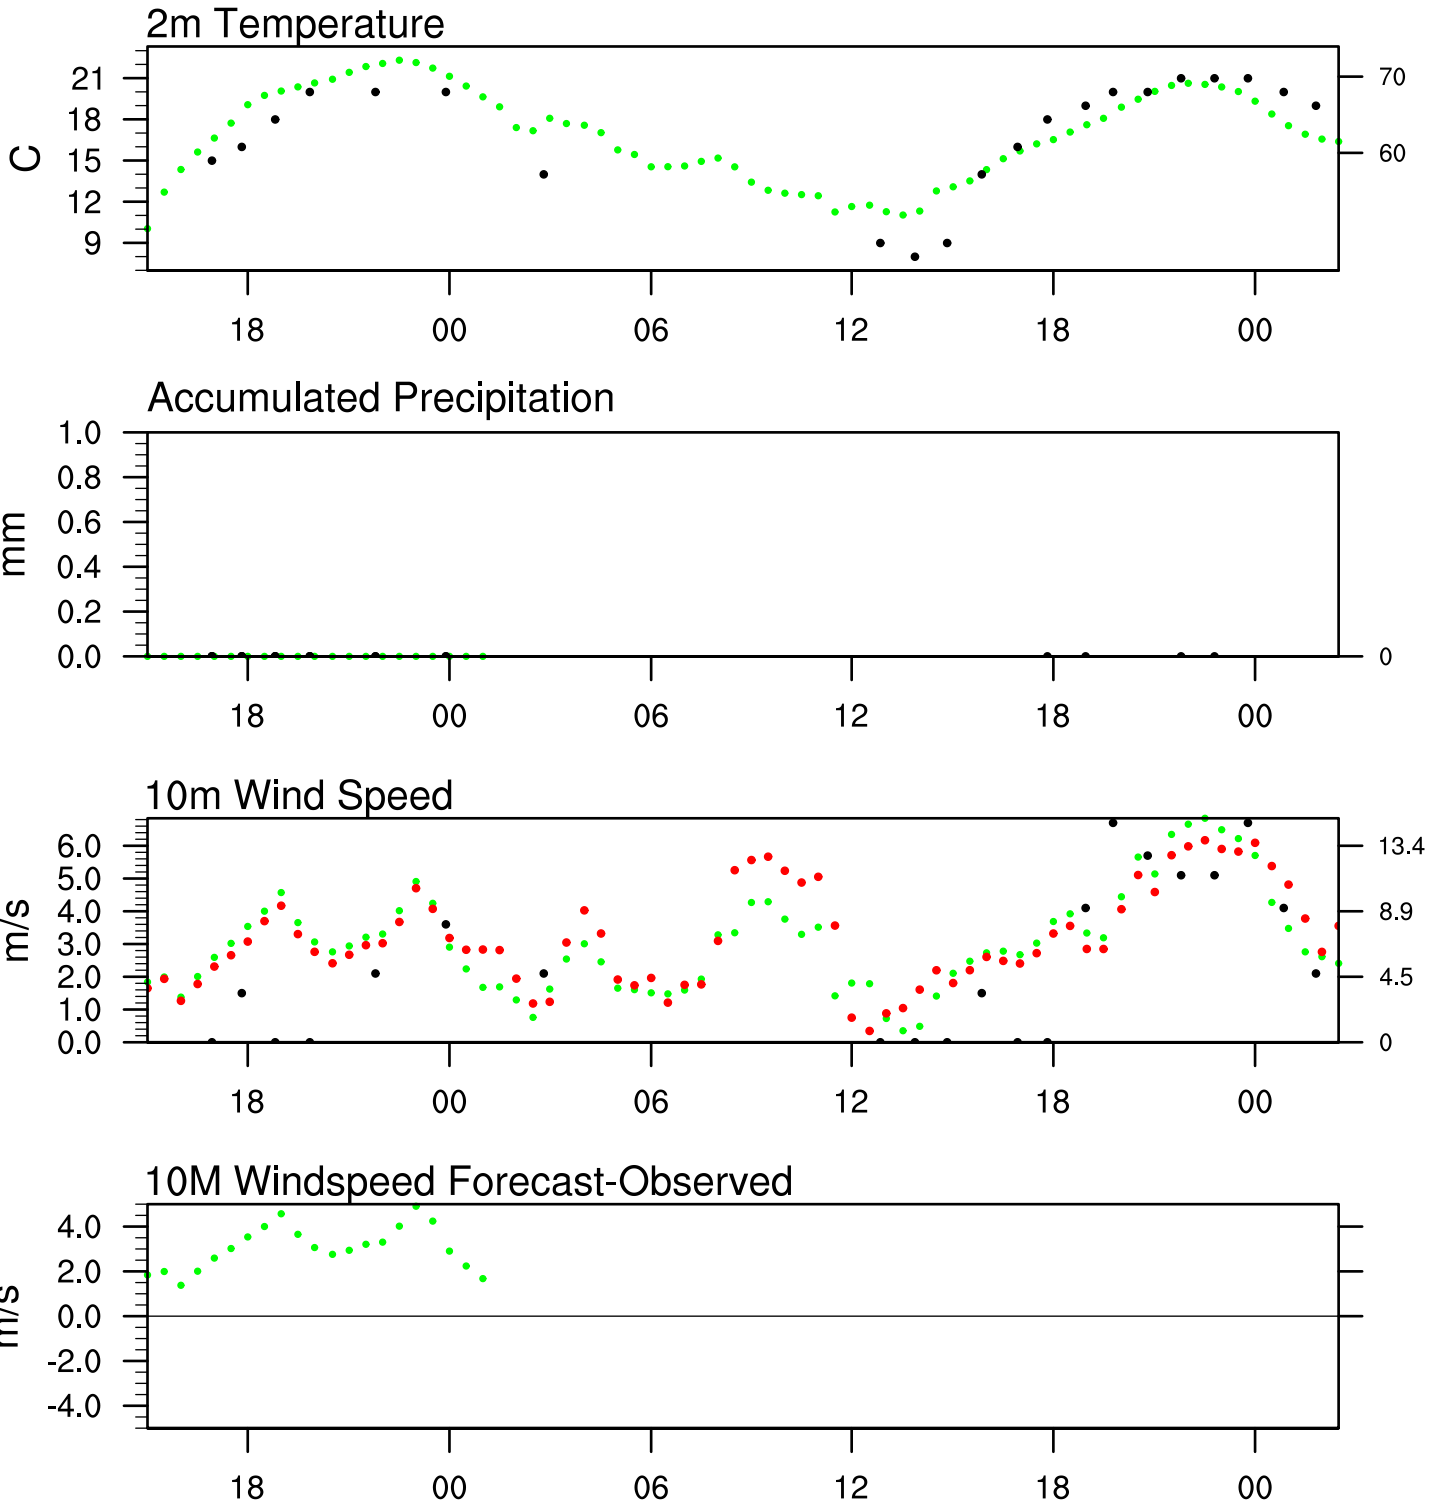 2m Temperature
21
18
15
12
9
C
70
60
18 00 06 12 18 00
Accumulated Precipitation
1.0
0.8
0.6
0.4
0.2
0.0
mm
0
18 00 06 12 18 00
10m Wind Speed
6.0
5.0
4.0
3.0
2.0
1.0
0.0
m/s
13.4
8.9
4.5
0
18 00 06 12 18 00
10M Windspeed Forecast-Observed
4.0
2.0
0.0
-2.0
-4.0
m/s
18 00 06 12 18 00